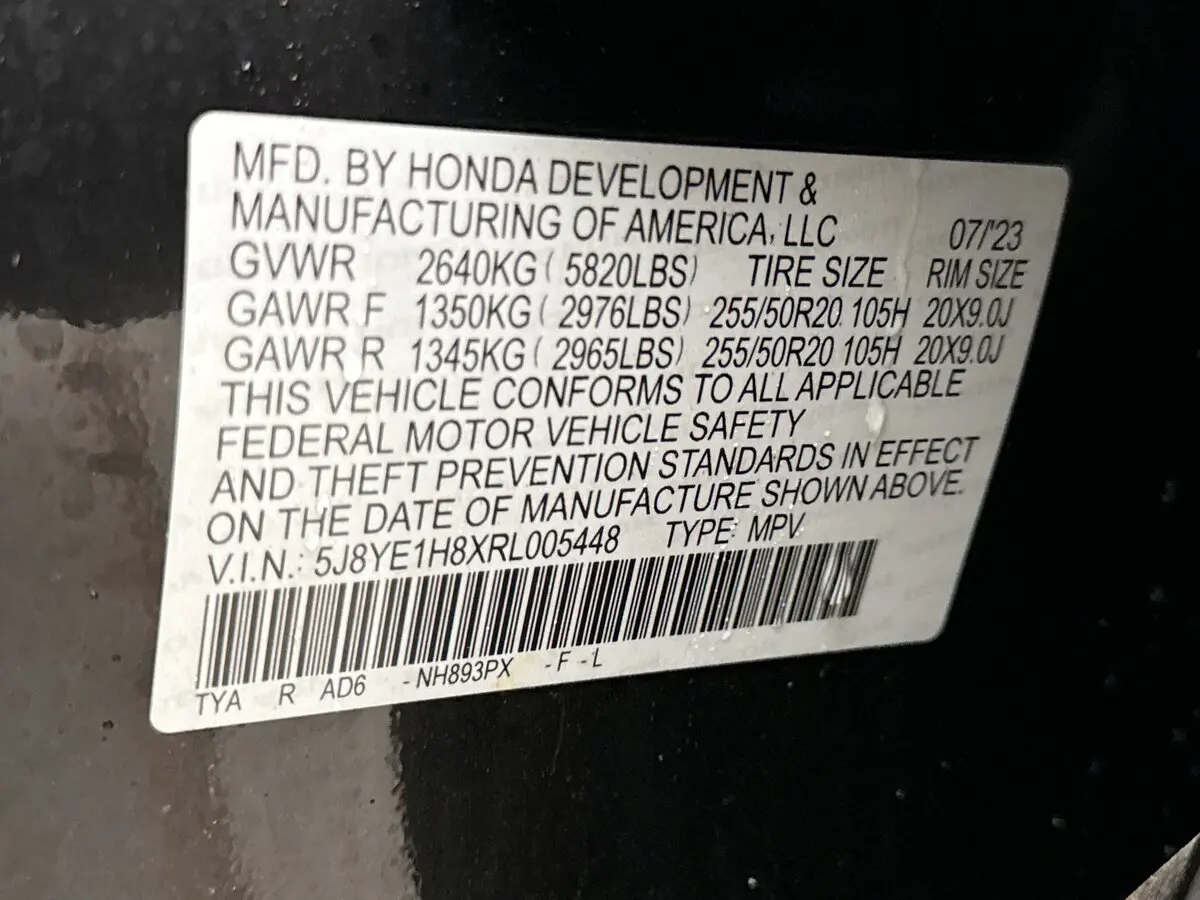 MFD. BY HONDA DEVELOPMENT &
MANUFACTURING OF AMERICA, LLC 07/'23
GVWR 2640KG ( 5820LBS) TIRE SIZE RIM SIZE
GAWR F 1350KG ( 2976LBS) 255/50R20 105H 20X9.0J
GAWR R 1345KG ( 2965LBS) 255/50R20 105H 20X9.0J
THIS VEHICLE CONFORMS TO ALL APPLICABLE
FEDERAL MOTOR VEHICLE SAFETY
AND THEFT PREVENTION STANDARDS IN EFFECT
ON THE DATE OF MANUFACTURE SHOWN ABOVE.
V.I.N.: 5J8YE1H8XRL005448 TYPE: MPV
TYA R AD6 -NH893PX -F -L